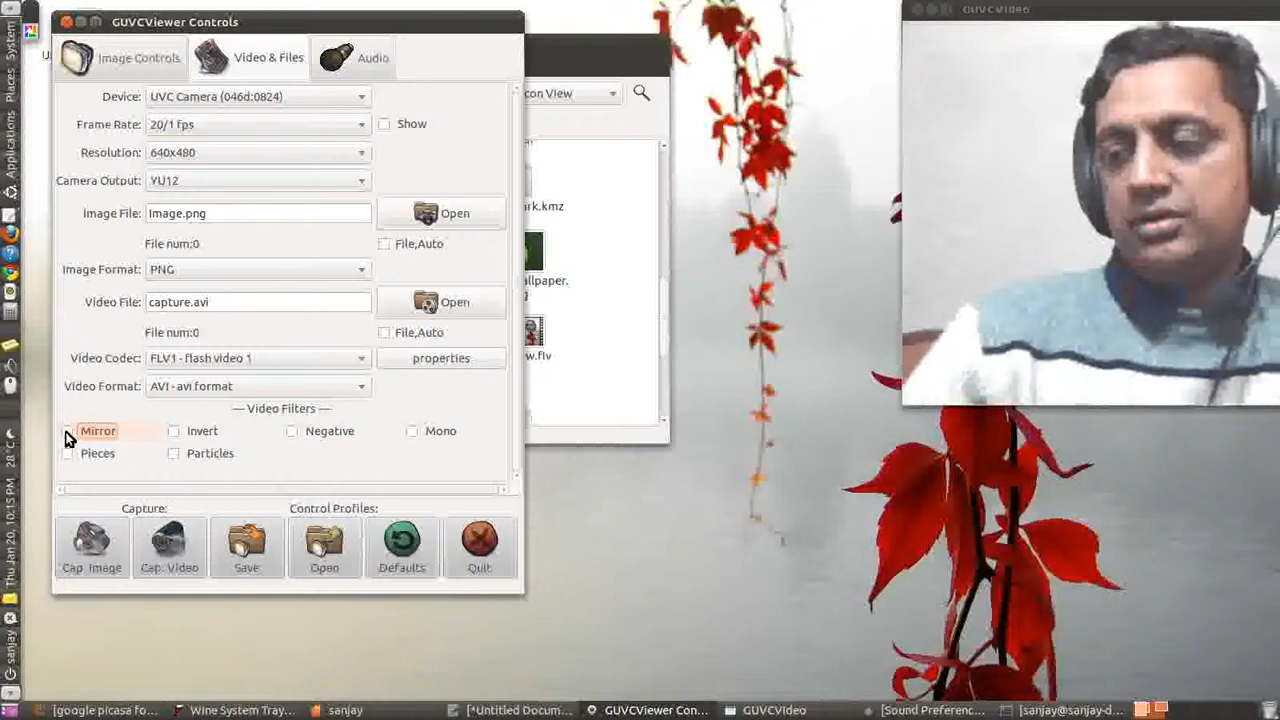 GUVCViewer Controls
GUVCVideo
Image Controls
Video & Files
Audio
Device: UVC Camera (046d:0824)
con View
Frame Rate: 20/1 fps
Show
Resolution: 640x480
Camera Output: YU12
Image File: Image.png
Open
rk.kmz
File num:0
File,Auto
Image Format: PNG
allpaper.
g
Video File: capture.avi
Open
File num:0
File,Auto
Video Codec: FLV1 - flash video 1
properties
w.flv
Video Format: AVI - avi format
— Video Filters —
Mirror
Invert
Negative
Mono
Pieces
Particles
Capture:
Control Profiles:
Cap. Image
Cap. Video
Save
Open
Defaults
Quit
Applications
Places
System
Thu Jan 20, 10:15 PM
28 °C
sanjay
[google picasa fo...
Wine System Tray...
sanjay
[*Untitled Docum...
GUVCViewer Con...
GUVCVideo
[Sound Preferenc...
[sanjay@sanjay-d...